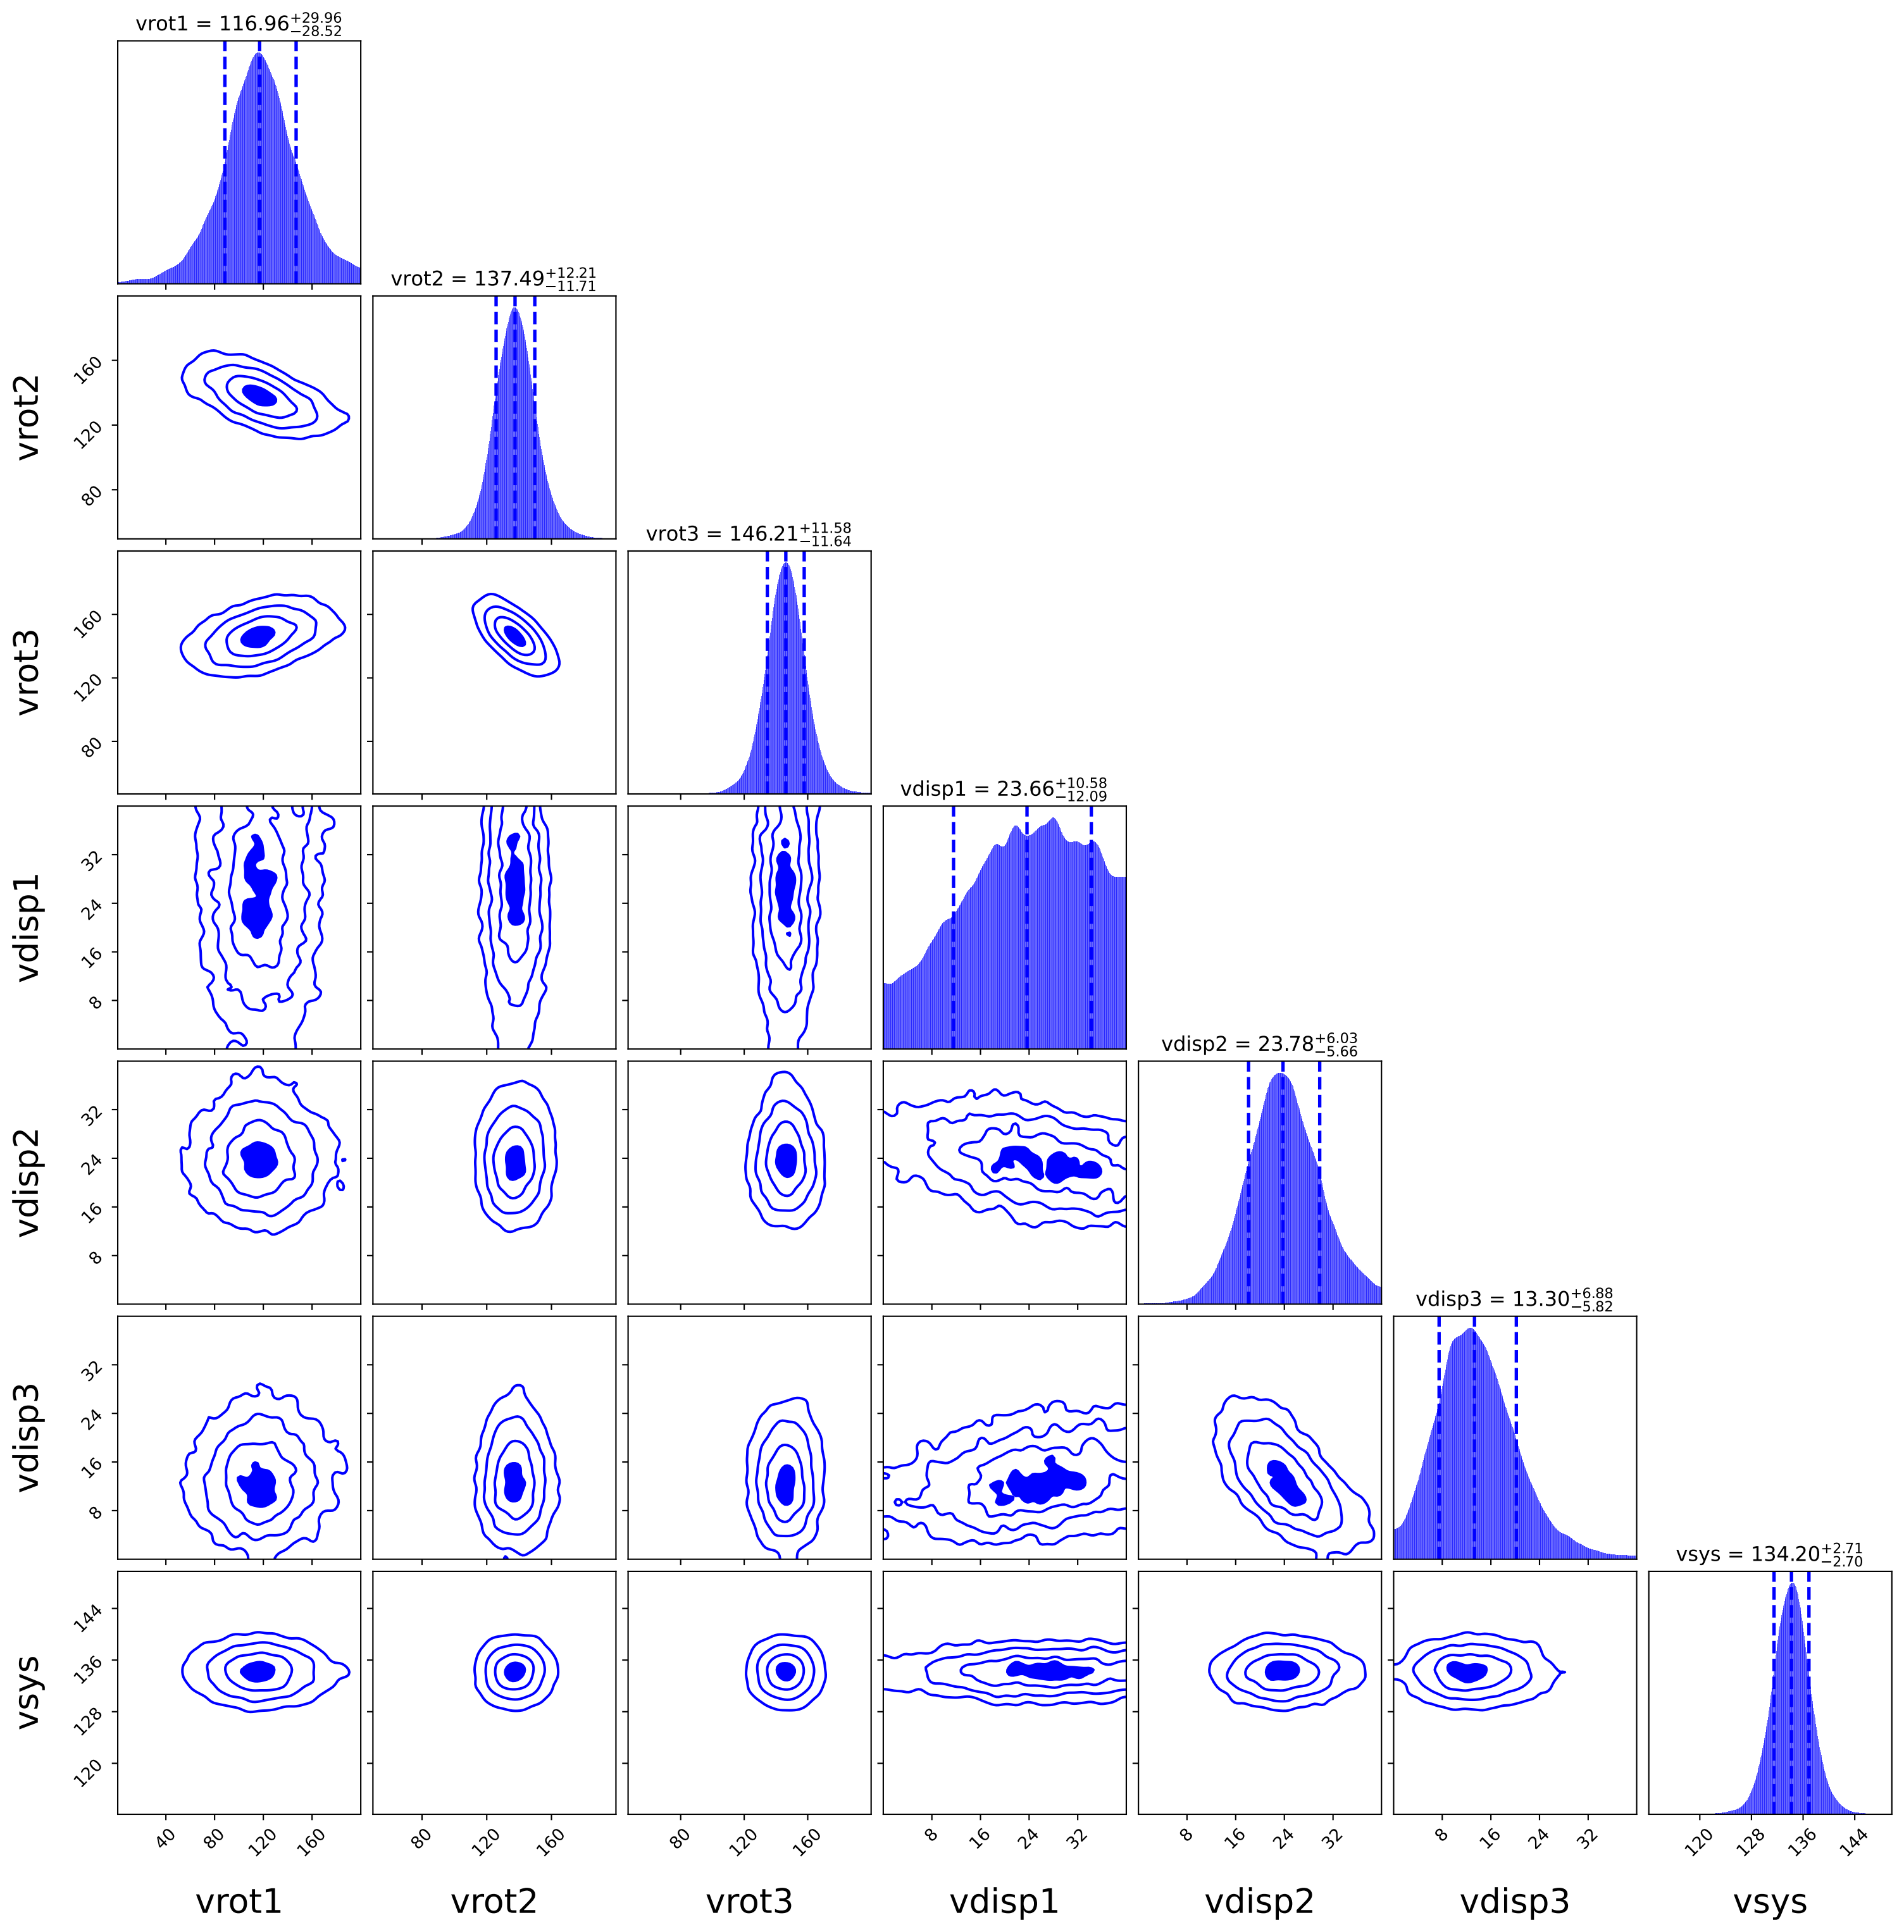 vrot1 = 116.96+29.96−28.52
vrot2 = 137.49+12.21−11.71
160
120
80
vrot2
vrot3 = 146.21+11.58−11.64
160
120
80
vrot3
vdisp1 = 23.66+10.58−12.09
32
24
16
8
vdisp1
vdisp2 = 23.78+6.03−5.66
32
24
16
8
vdisp2
vdisp3 = 13.30+6.88−5.82
32
24
16
8
vdisp3
vsys = 134.20+2.71−2.70
144
136
128
120
vsys
40 80 120 160 80 120 160 80 120 160 8 16 24 32 8 16 24 32 8 16 24 32 120 128 136 144
vrot1 vrot2 vrot3 vdisp1 vdisp2 vdisp3 vsys